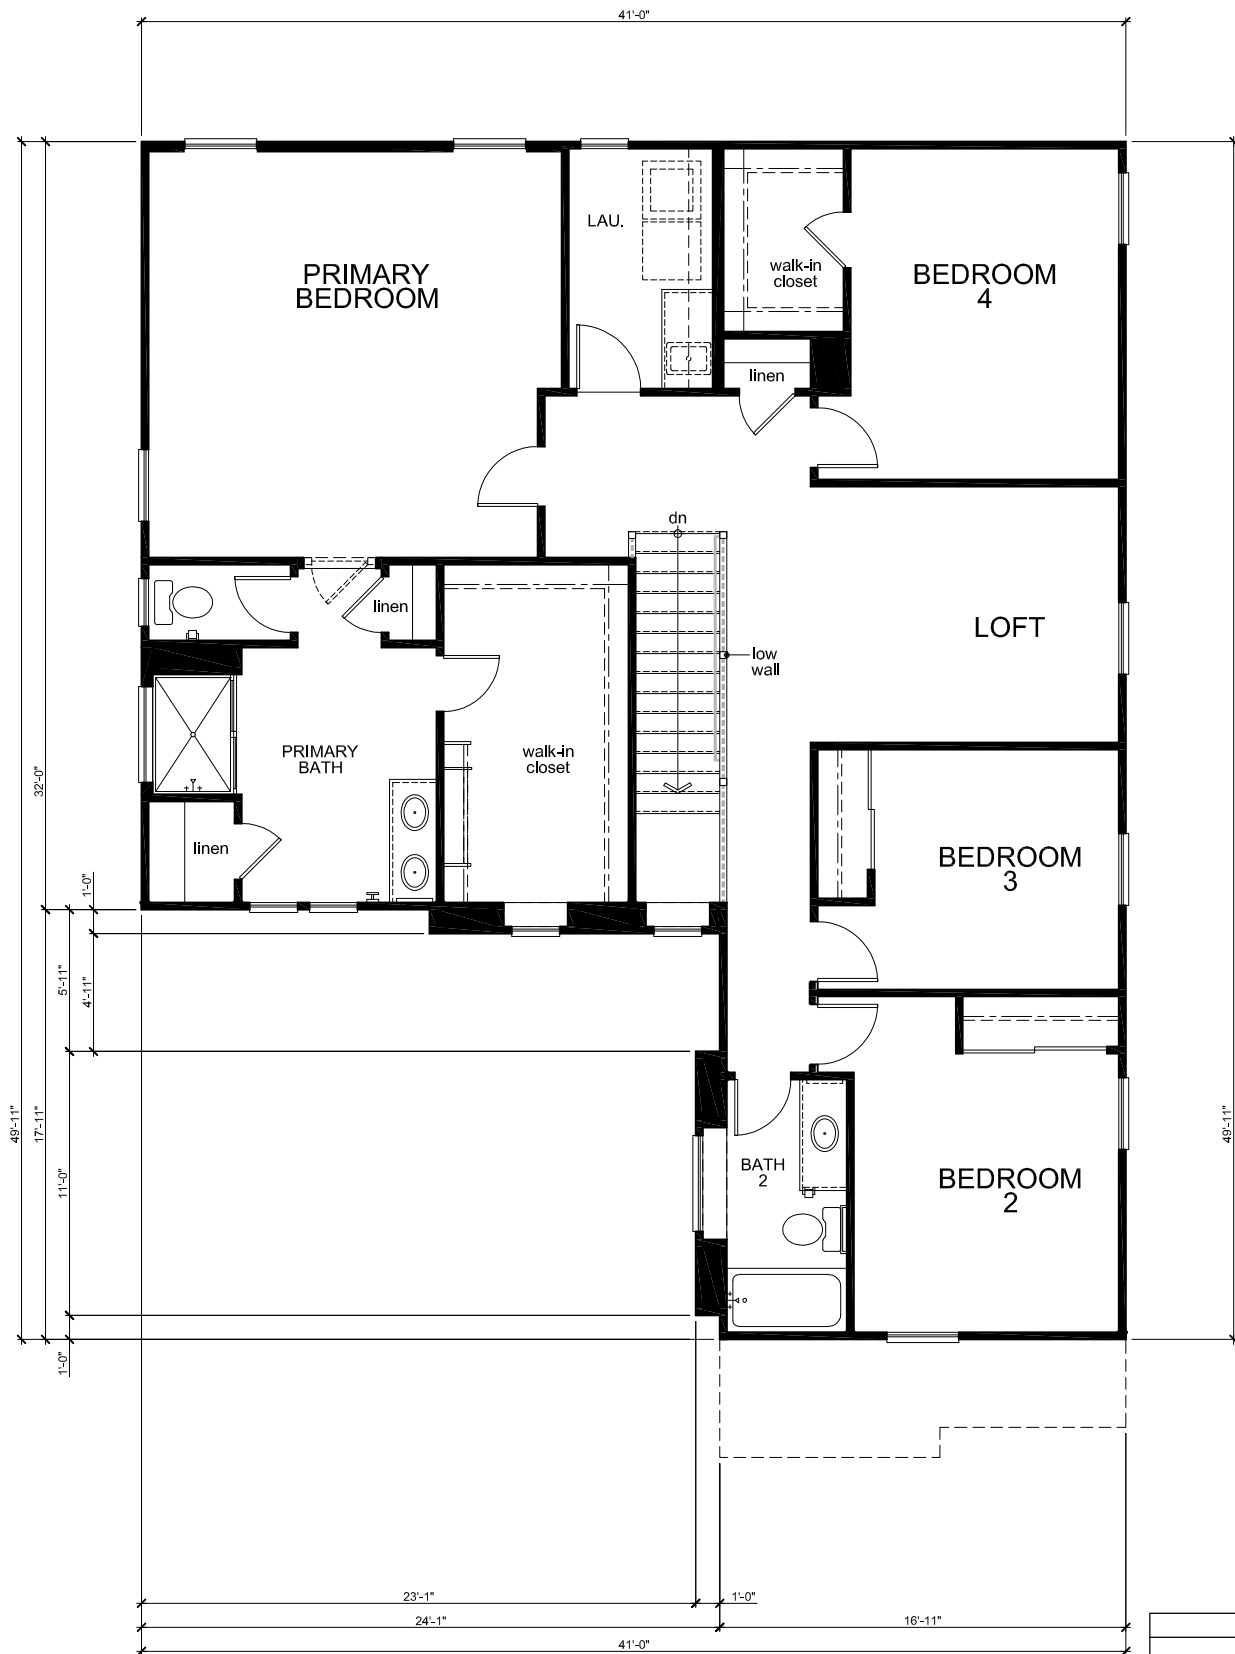 41'-0"
LAU.
PRIMARY
BEDROOM
walk-in
closet
BEDROOM
4
linen
dn
linen
LOFT
low
wall
PRIMARY
BATH
walk-in
closet
32'-0"
linen
BEDROOM
3
1'-0"
5'-11"
4'-11"
49'-11"
17'-11"
49'-11"
11'-0"
BATH
2
BEDROOM
2
1'-0"
23'-1"
1'-0"
24'-1"
16'-11"
41'-0"